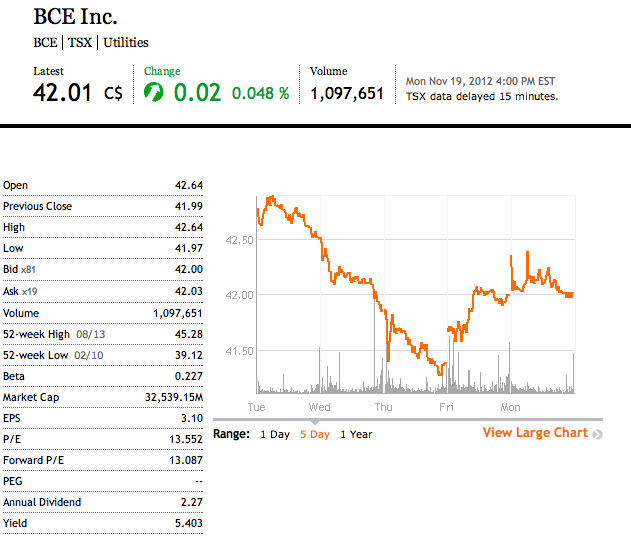 BCE Inc.
BCE | TSX | Utilities
Latest
42.01 C$
Change
0.02 0.048 %
Volume
1,097,651
Mon Nov 19, 2012 4:00 PM EST
TSX data delayed 15 minutes.
Open 42.64
Previous Close 41.99
High 42.64
Low 41.97
Bid x81 42.00
Ask x19 42.03
Volume 1,097,651
52-week High 08/13 45.28
52-week Low 02/10 39.12
Beta 0.227
Market Cap 32,539.15M
EPS 3.10
P/E 13.552
Forward P/E 13.087
PEG --
Annual Dividend 2.27
Yield 5.403
42.50
42.00
41.50
Tue Wed Thu Fri Mon
Range: 1 Day 5 Day 1 Year
View Large Chart